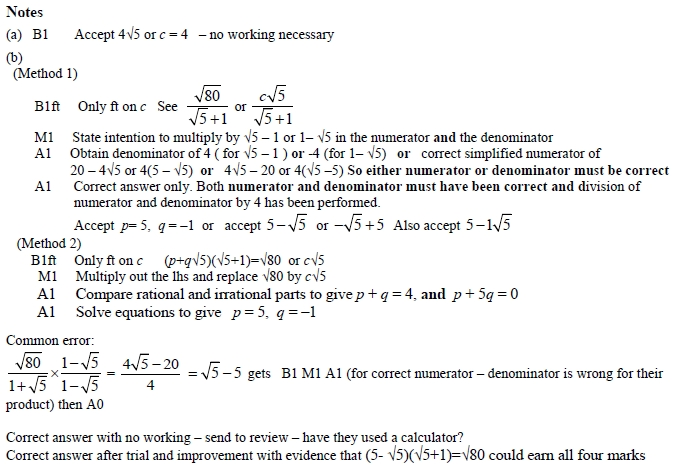 Notes
(a) B1 Accept 4√5 or c = 4 – no working necessary
(b)
(Method 1)
B1ft Only ft on c See √80/(√5+1) or c√5/(√5+1)
M1 State intention to multiply by √5 – 1 or 1– √5 in the numerator and the denominator
A1 Obtain denominator of 4 ( for √5 – 1 ) or -4 (for 1– √5) or correct simplified numerator of
20 – 4√5 or 4(5 – √5) or 4√5 – 20 or 4(√5 –5) So either numerator or denominator must be correct
A1 Correct answer only. Both numerator and denominator must have been correct and division of
numerator and denominator by 4 has been performed.
Accept p= 5, q = –1 or accept 5 – √5 or –√5 + 5 Also accept 5 –1√5
(Method 2)
B1ft Only ft on c (p+q√5)(√5+1)=√80 or c√5
M1 Multiply out the lhs and replace √80 by c√5
A1 Compare rational and irrational parts to give p + q = 4, and p + 5q = 0
A1 Solve equations to give p = 5, q = –1
Common error:
√80/(1+√5) × (1–√5)/(1–√5) = (4√5 – 20)/4 = √5 – 5 gets B1 M1 A1 (for correct numerator – denominator is wrong for their
product) then A0
Correct answer with no working – send to review – have they used a calculator?
Correct answer after trial and improvement with evidence that (5- √5)(√5+1)=√80 could earn all four marks